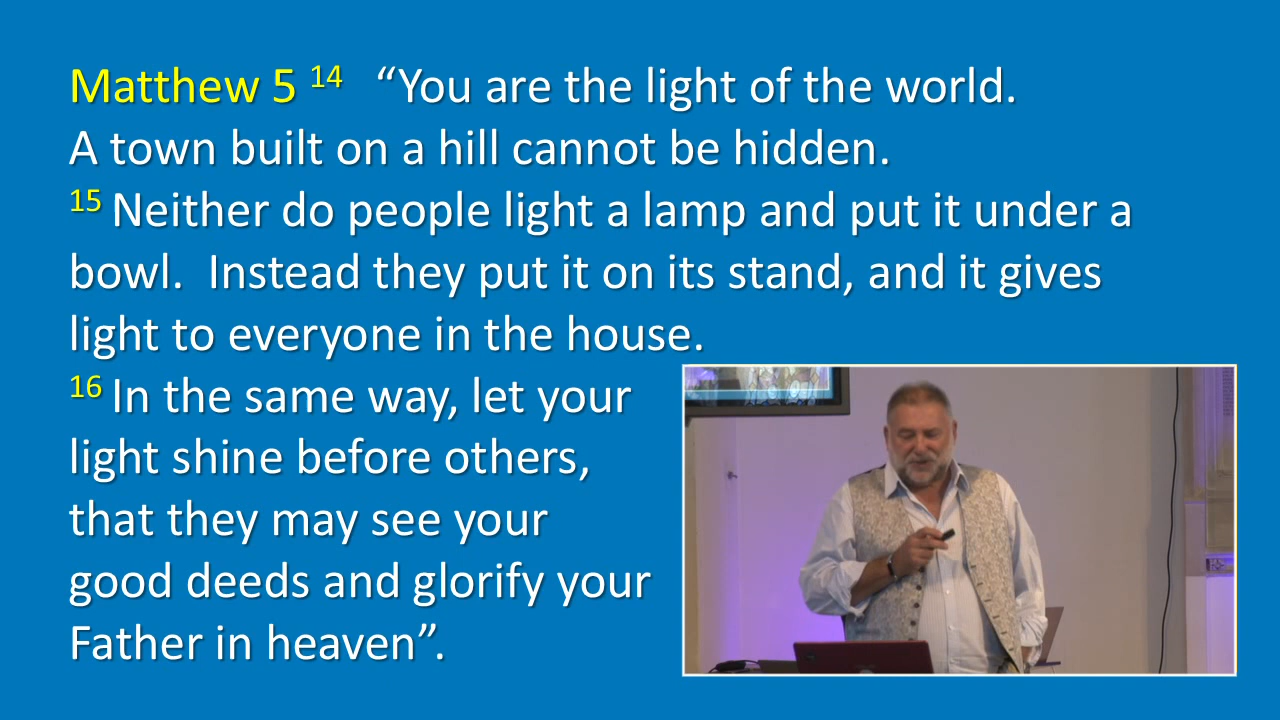 Matthew 5 14 “You are the light of the world.
A town built on a hill cannot be hidden.
15 Neither do people light a lamp and put it under a
bowl. Instead they put it on its stand, and it gives
light to everyone in the house.
16 In the same way, let your
light shine before others,
that they may see your
good deeds and glorify your
Father in heaven”.